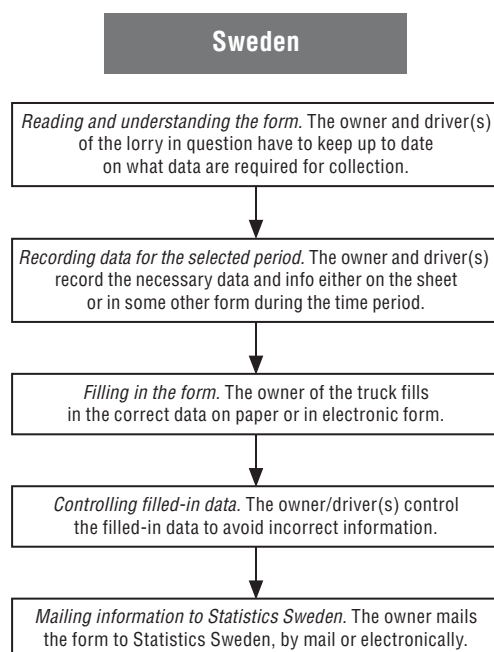 Sweden
Reading and understanding the form. The owner and driver(s)
of the lorry in question have to keep up to date
on what data are required for collection.
Recording data for the selected period. The owner and driver(s)
record the necessary data and info either on the sheet
or in some other form during the time period.
Filling in the form. The owner of the truck fills
in the correct data on paper or in electronic form.
Controlling filled-in data. The owner/driver(s) control
the filled-in data to avoid incorrect information.
Mailing information to Statistics Sweden. The owner mails
the form to Statistics Sweden, by mail or electronically.